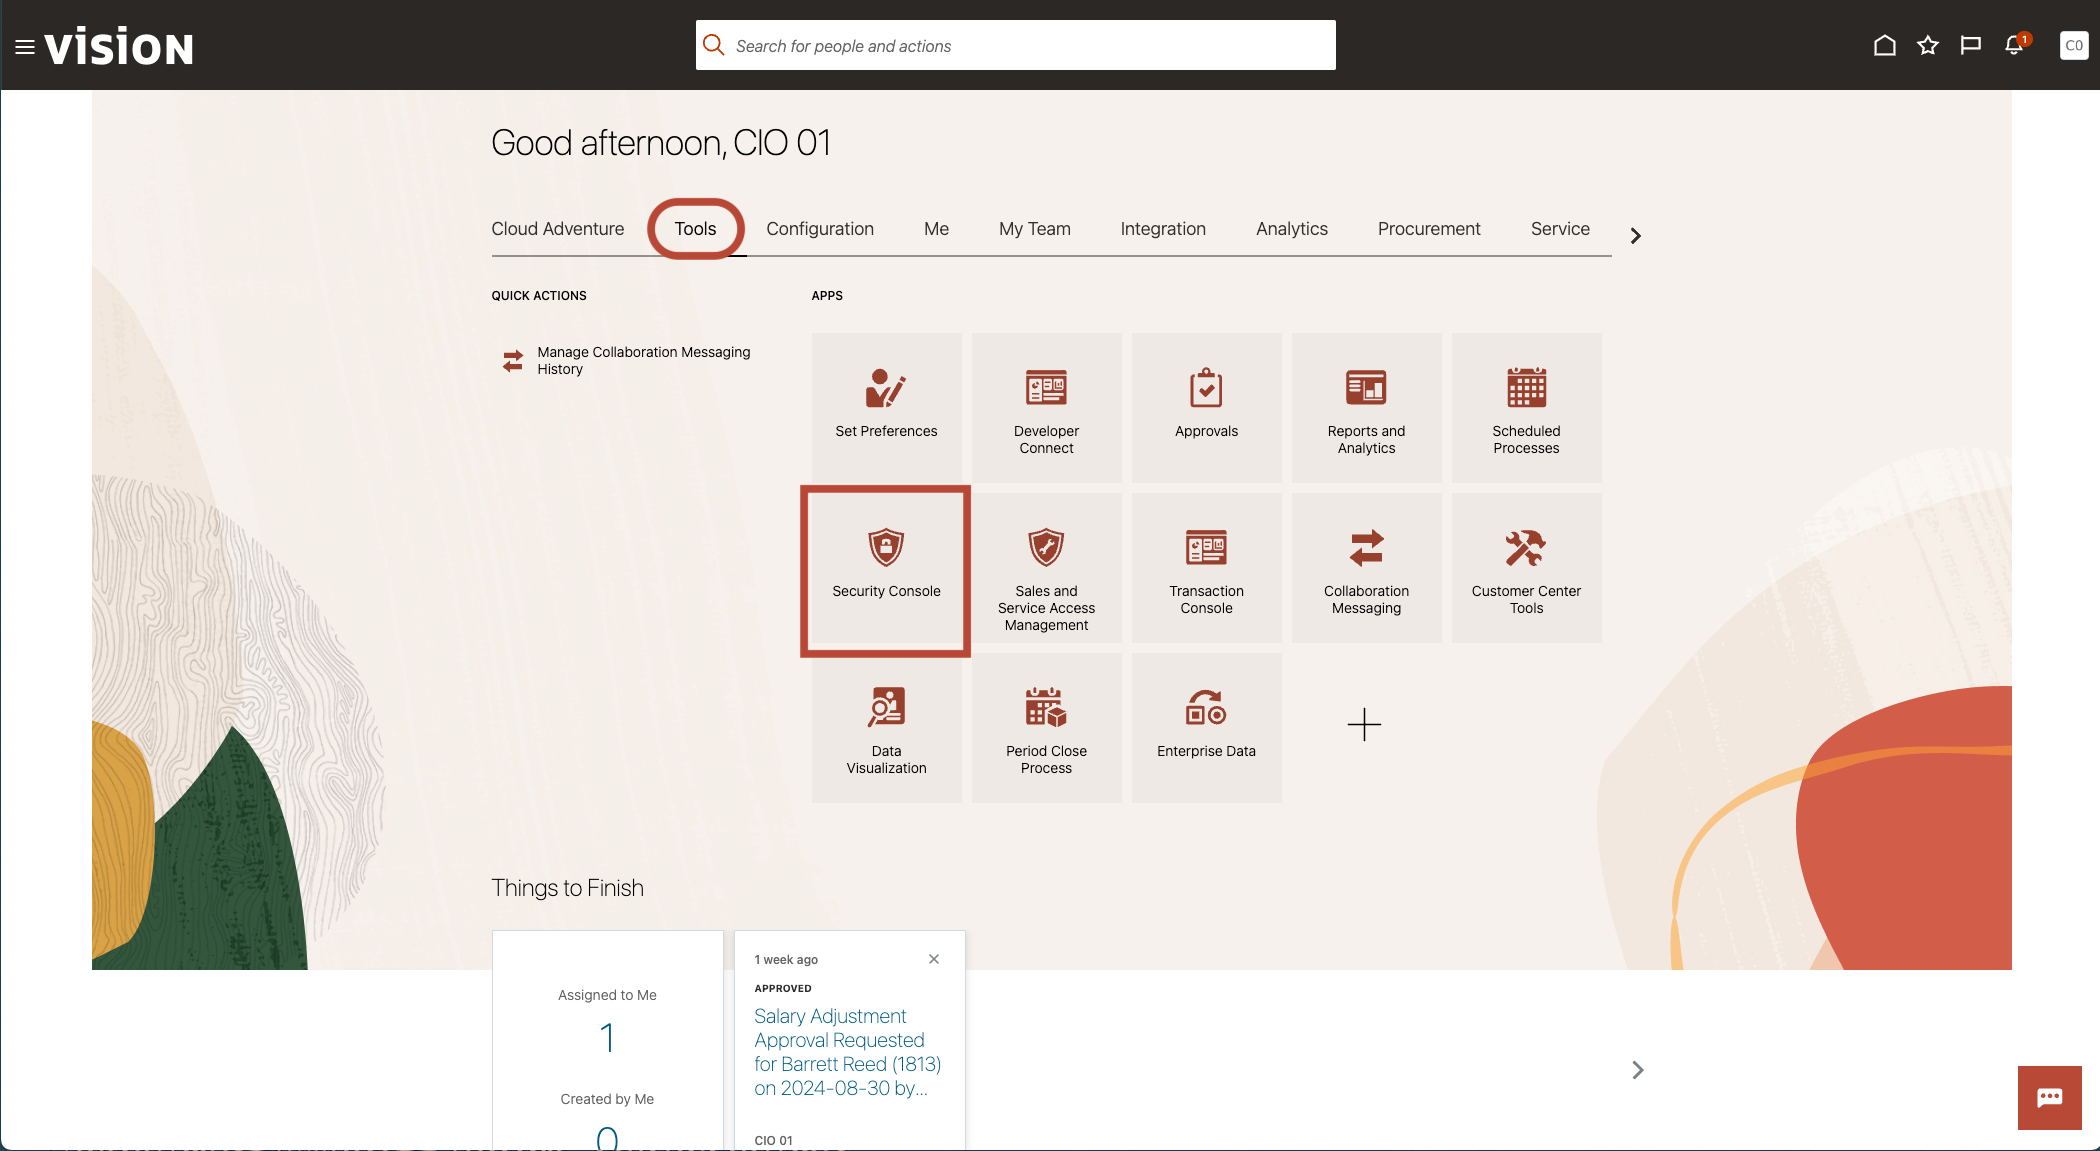 vision
Search for people and actions
1
CO
Good afternoon, CIO 01
Cloud Adventure
Tools
Configuration
Me
My Team
Integration
Analytics
Procurement
Service
QUICK ACTIONS
APPS
Manage Collaboration Messaging
History
Set Preferences
Developer
Connect
Approvals
Reports and
Analytics
Scheduled
Processes
Security Console
Sales and
Service Access
Management
Transaction
Console
Collaboration
Messaging
Customer Center
Tools
Data
Visualization
Period Close
Process
Enterprise Data
Things to Finish
Assigned to Me
1
Created by Me
0
1 week ago
APPROVED
Salary Adjustment
Approval Requested
for Barrett Reed (1813)
on 2024-08-30 by...
CIO 01